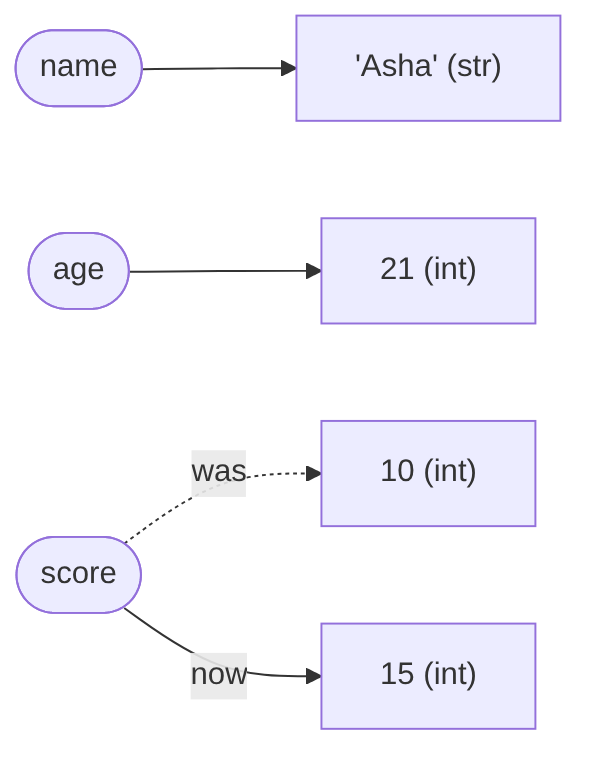 name
'Asha' (str)
age
21 (int)
was
10 (int)
score
now
15 (int)